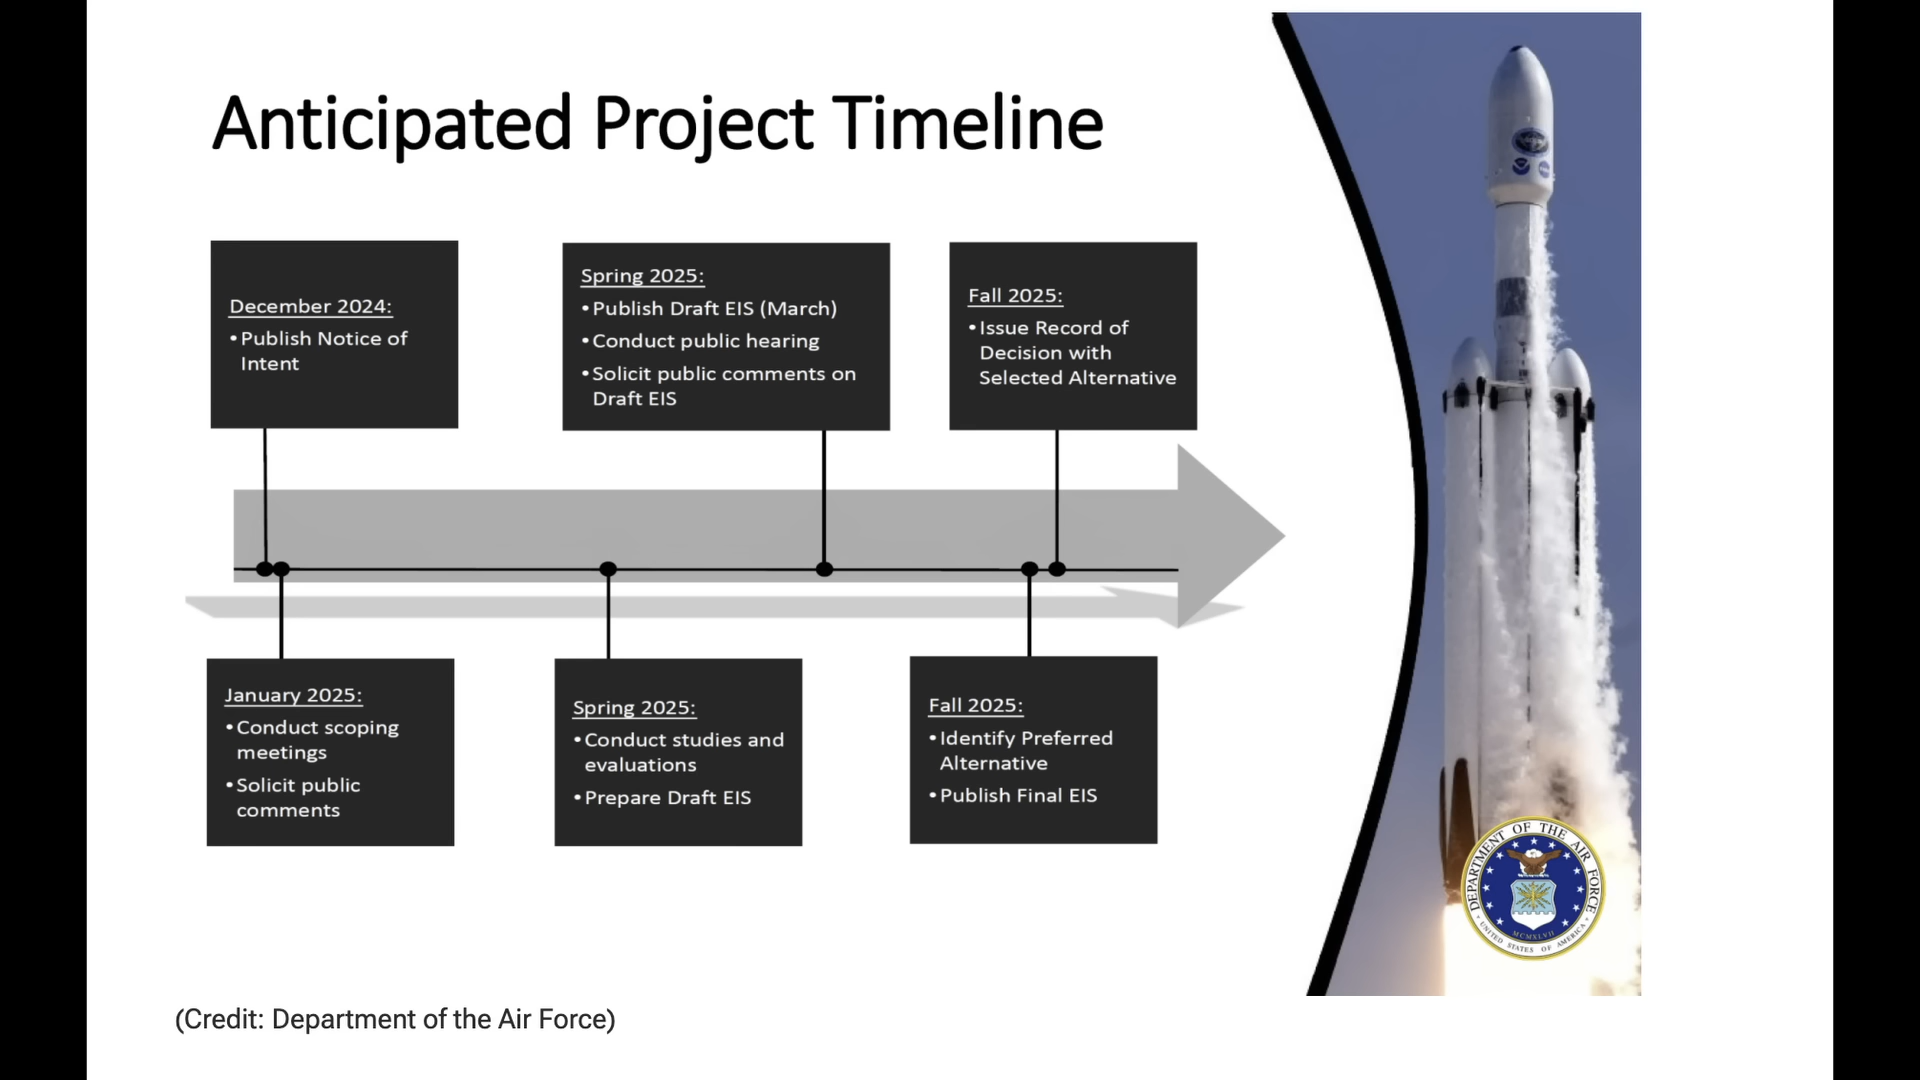 Anticipated Project Timeline
December 2024:
•Publish Notice of
Intent
Spring 2025:
•Publish Draft EIS (March)
•Conduct public hearing
•Solicit public comments on
Draft EIS
Fall 2025:
•Issue Record of
Decision with
Selected Alternative
January 2025:
•Conduct scoping
meetings
•Solicit public
comments
Spring 2025:
•Conduct studies and
evaluations
•Prepare Draft EIS
Fall 2025:
•Identify Preferred
Alternative
•Publish Final EIS
DEPARTMENT OF THE AIR FORCE
MCMXLVII
UNITED STATES OF AMERICA
(Credit: Department of the Air Force)